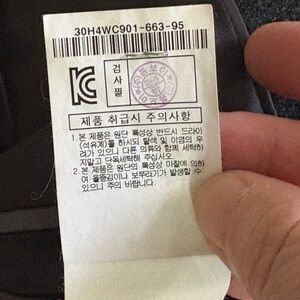 30H4WC901-663-95
검
사
필
제품 취급시 주의사항
1. 본 제품은 원단 특성상 반드시 드라이
(석유계)를 하시되 탈색 및 이염의 우
려가 있으니 다른 의류와 함께 세탁하
지말고 단독세탁해 주십시오.
2. 본 제품은 원단의 특성상 마찰에 의하
여 올뜯김이나 보푸라기가 발생할 수
있으니 주의 바랍니다.